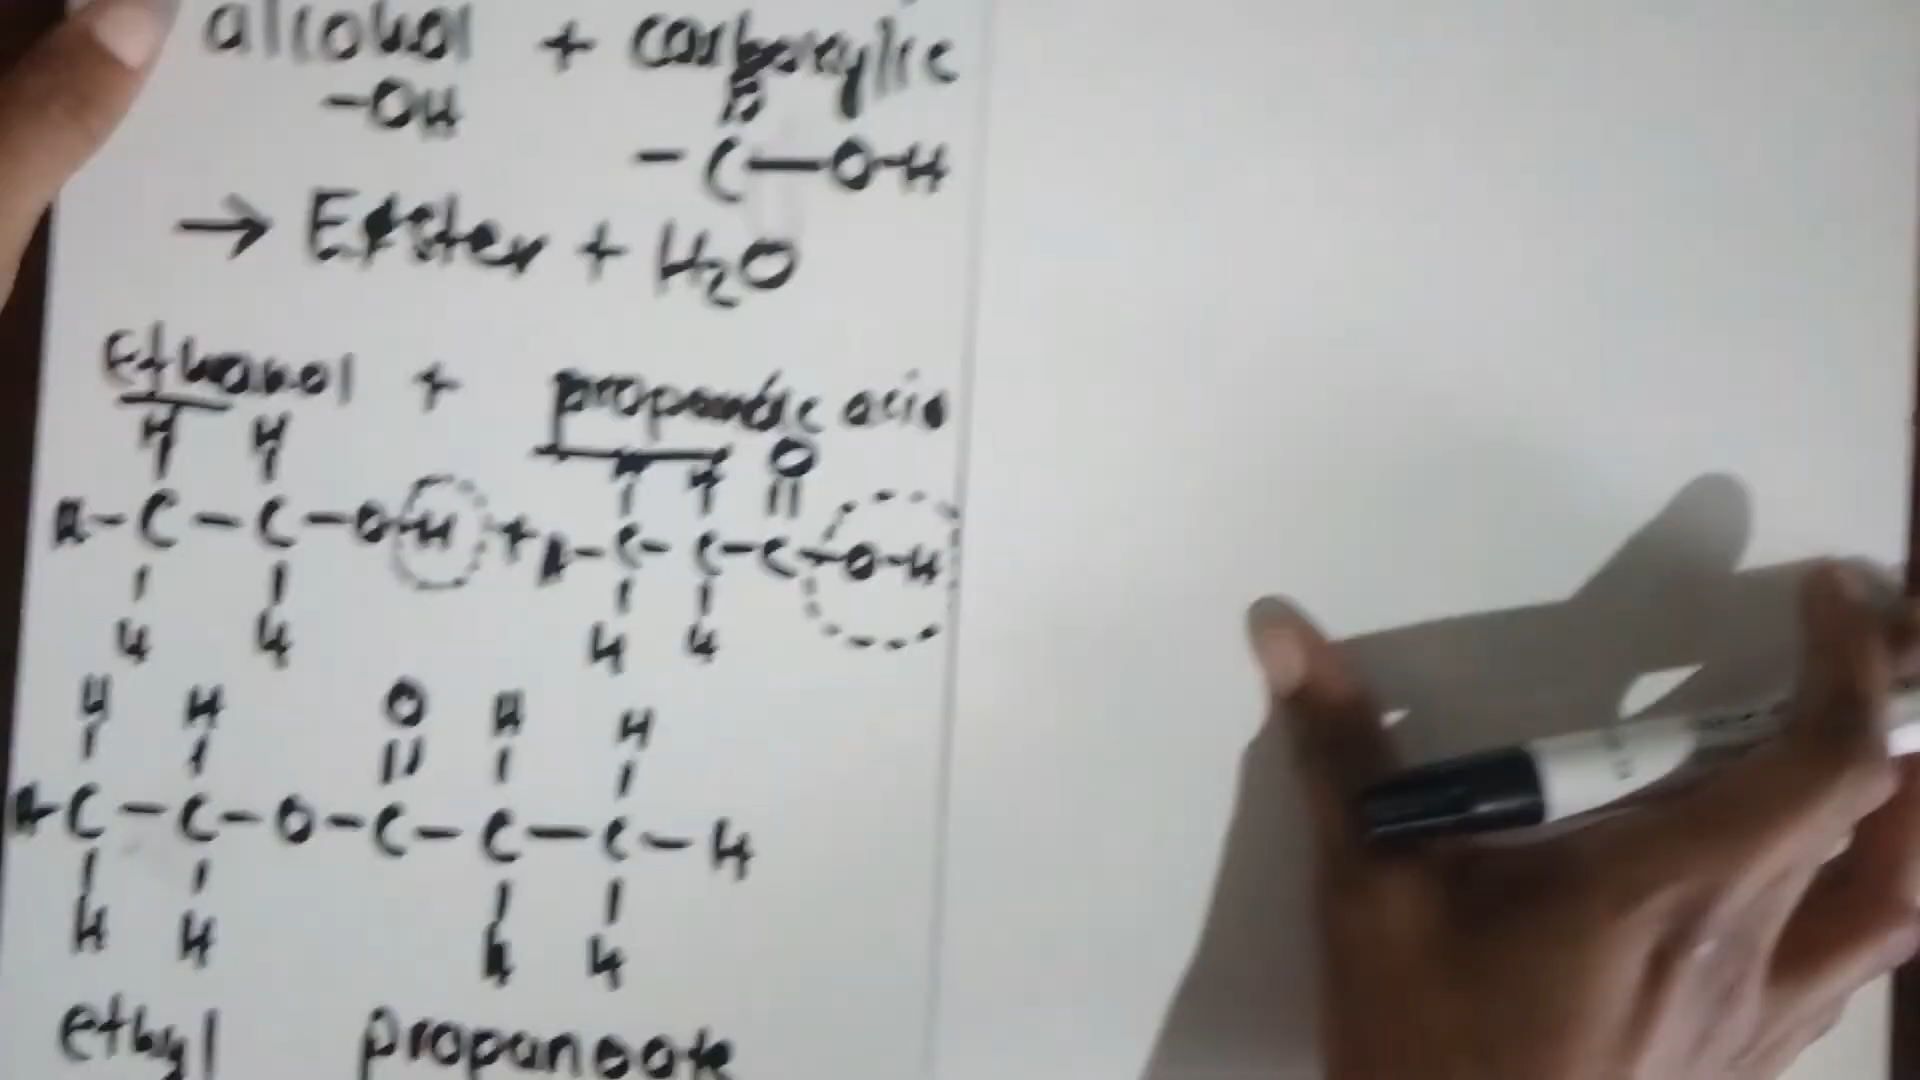 alcohol + carboxylic
O
-OH
- C — O-H
→ Ester + H₂O
Ethanol + propanoic acid
H H H H O
H - C - C - O - H + H - C - C - C - O - H
H H H H
H H O H H
H - C - C - O - C - C - C - H
H H H H
ethyl propanoate